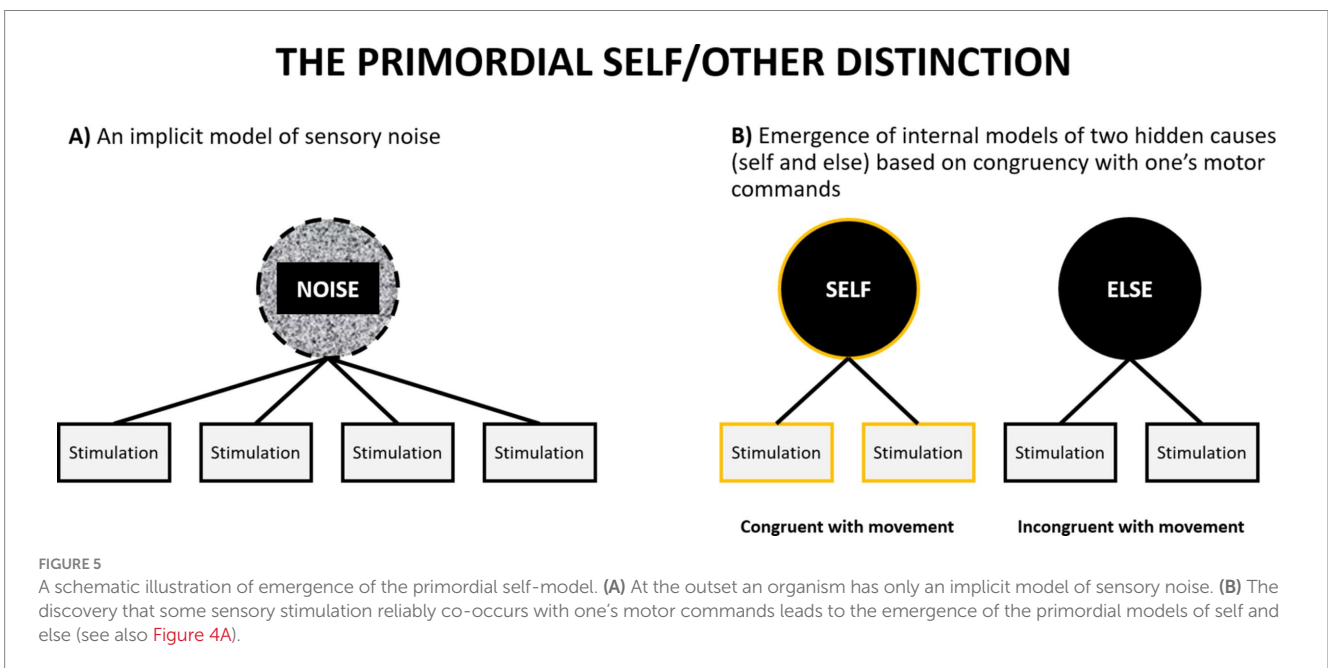 THE PRIMORDIAL SELF/OTHER DISTINCTION
A) An implicit model of sensory noise
NOISE
Stimulation
Stimulation
Stimulation
Stimulation
B) Emergence of internal models of two hidden causes
(self and else) based on congruency with one's motor
commands
SELF
ELSE
Stimulation
Stimulation
Stimulation
Stimulation
Congruent with movement
Incongruent with movement
FIGURE 5
A schematic illustration of emergence of the primordial self-model. (A) At the outset an organism has only an implicit model of sensory noise. (B) The
discovery that some sensory stimulation reliably co-occurs with one's motor commands leads to the emergence of the primordial models of self and
else (see also Figure 4A).